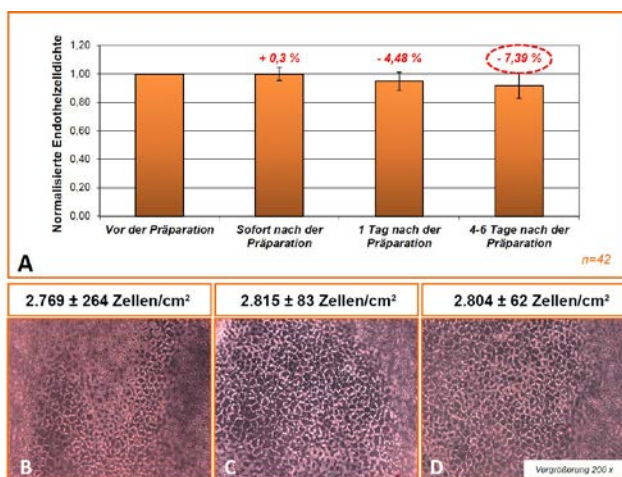 Normalisierte Endothelzelldichte
1,20
1,00
0,80
0,60
0,40
0,20
0,00
+ 0,3 %
- 4,48 %
- 7,39 %
Vor der Präparation
Sofort nach der
Präparation
1 Tag nach der
Präparation
4-6 Tage nach der
Präparation
A
n=42
2.769 ± 264 Zellen/cm²
2.815 ± 83 Zellen/cm²
2.804 ± 62 Zellen/cm²
B
C
D
Vergrößerung 200 x